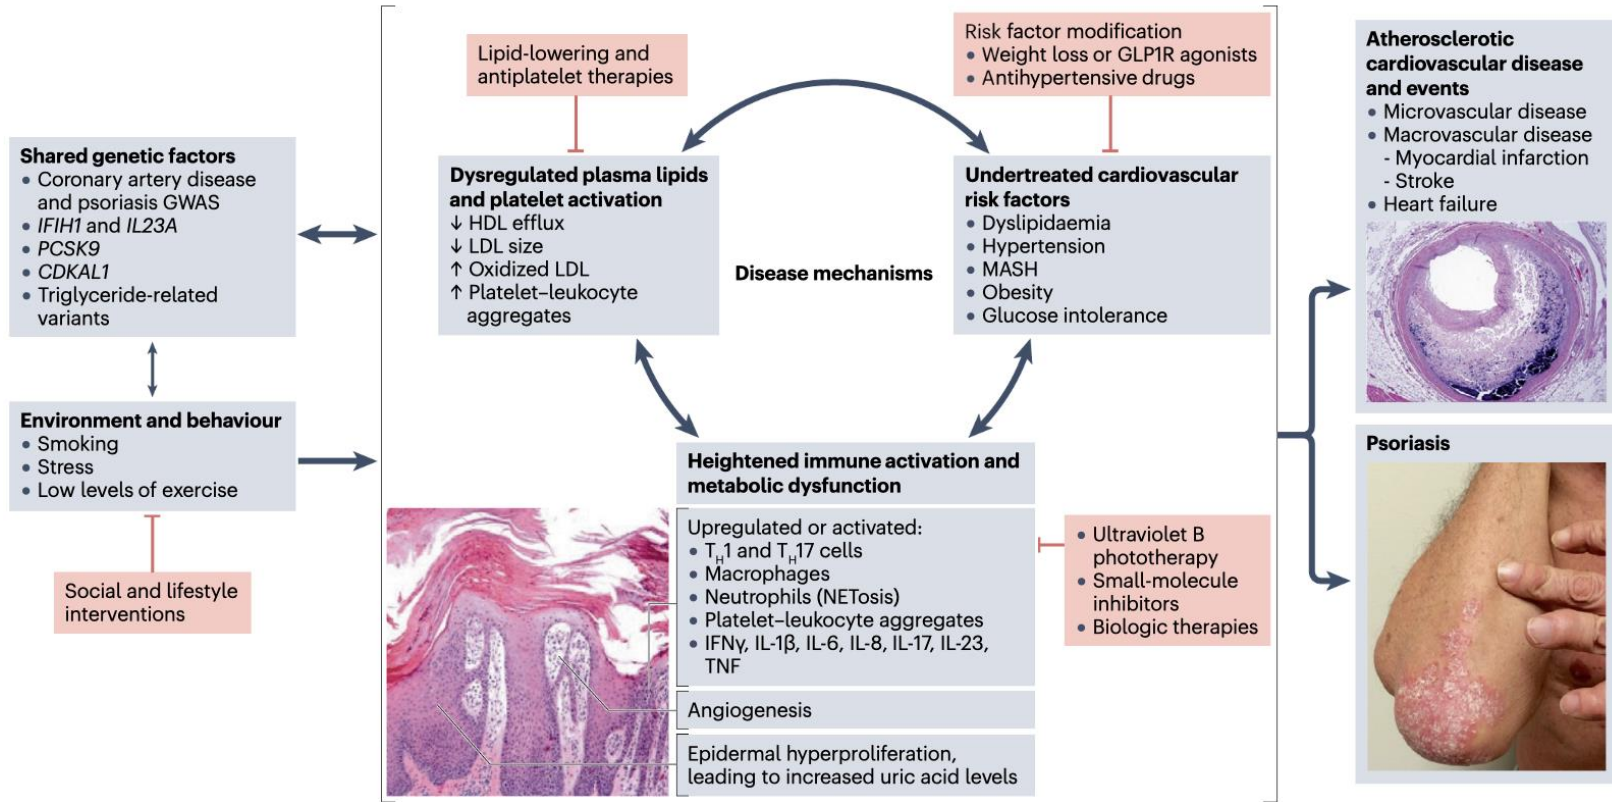 Shared genetic factors
• Coronary artery disease
and psoriasis GWAS
• IFIH1 and IL23A
• PCSK9
• CDKAL1
• Triglyceride-related
variants
Environment and behaviour
• Smoking
• Stress
• Low levels of exercise
Social and lifestyle
interventions
Lipid-lowering and
antiplatelet therapies
Risk factor modification
• Weight loss or GLP1R agonists
• Antihypertensive drugs
Dysregulated plasma lipids
and platelet activation
↓ HDL efflux
↓ LDL size
↑ Oxidized LDL
↑ Platelet–leukocyte
aggregates
Disease mechanisms
Undertreated cardiovascular
risk factors
• Dyslipidaemia
• Hypertension
• MASH
• Obesity
• Glucose intolerance
Heightened immune activation and
metabolic dysfunction
Upregulated or activated:
• TH1 and TH17 cells
• Macrophages
• Neutrophils (NETosis)
• Platelet–leukocyte aggregates
• IFNγ, IL-1β, IL-6, IL-8, IL-17, IL-23,
TNF
Angiogenesis
Epidermal hyperproliferation,
leading to increased uric acid levels
• Ultraviolet B
phototherapy
• Small-molecule
inhibitors
• Biologic therapies
Atherosclerotic
cardiovascular disease
and events
• Microvascular disease
• Macrovascular disease
- Myocardial infarction
- Stroke
• Heart failure
Psoriasis